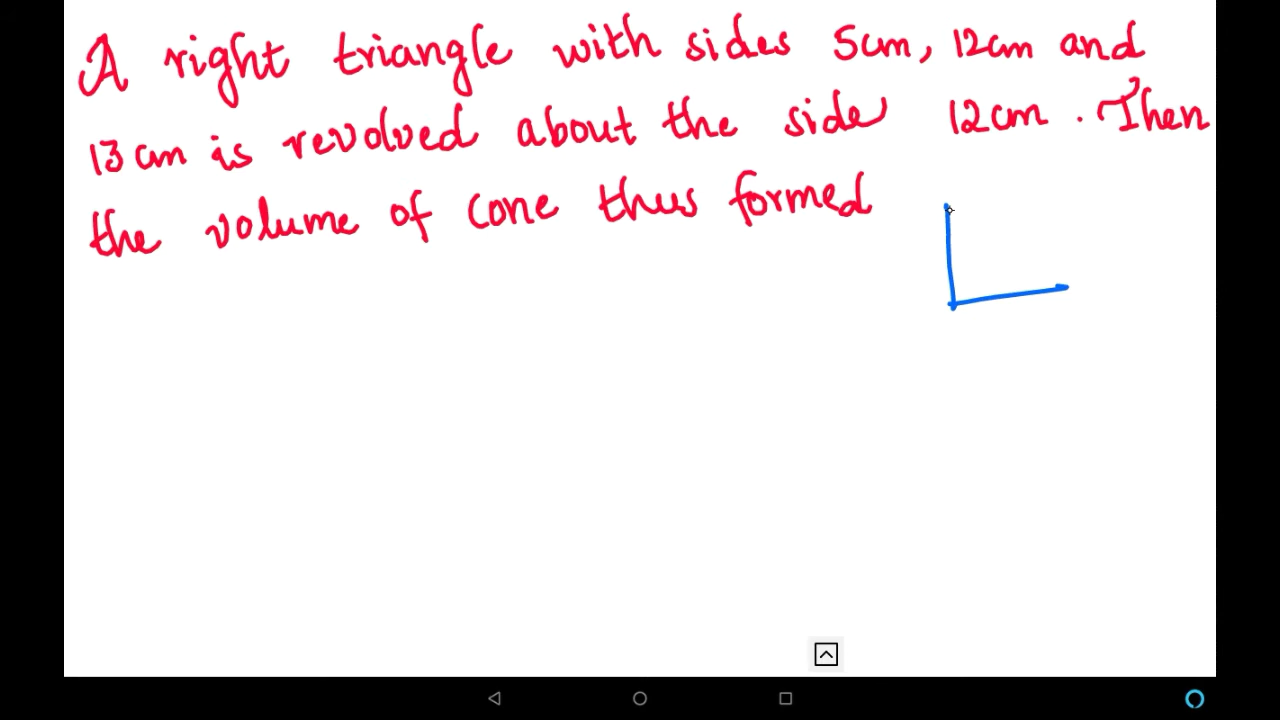 A right triangle with sides 5cm, 12cm and
13 cm is revolved about the side 12cm. Then
the volume of cone thus formed